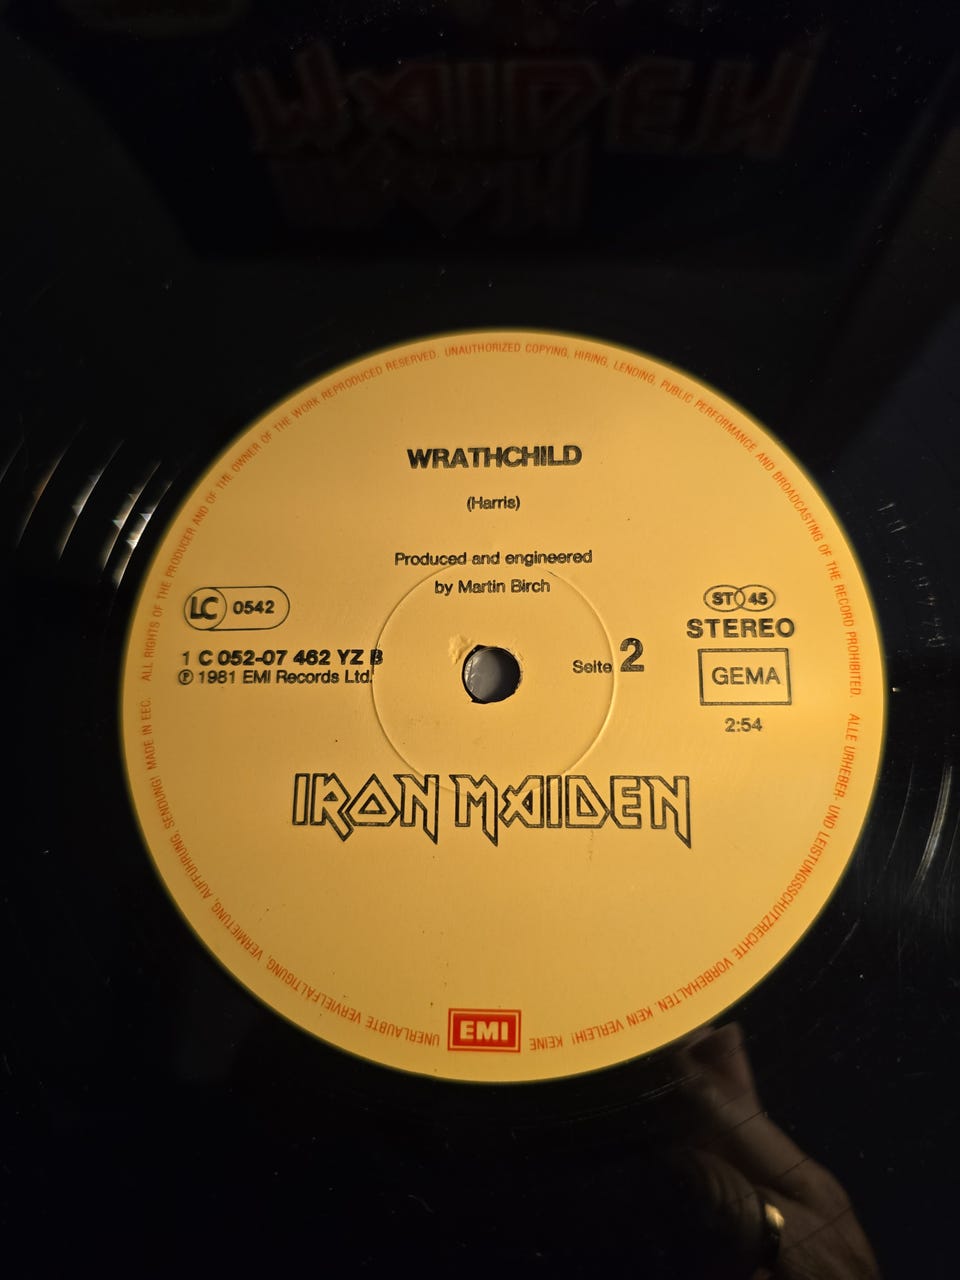 WRATHCHILD
(Harris)
Produced and engineered
by Martin Birch
LC 0542
1 C 052-07 462 YZ B
Ⓟ 1981 EMI Records Ltd.
Seite 2
ST 45
STEREO
GEMA
2:54
IRON MAIDEN
EMI
ALL RIGHTS OF THE PRODUCER AND OF THE OWNER OF THE WORK REPRODUCED RESERVED. UNAUTHORIZED COPYING, HIRING, LENDING, PUBLIC PERFORMANCE AND BROADCASTING OF THE RECORD PROHIBITED. ALLE URHEBER- UND LEISTUNGSSCHUTZRECHTE VORBEHALTEN. KEIN VERLEIH! KEINE UNERLAUBTE VERVIELFÄLTIGUNG, VERMIETUNG, AUFFÜHRUNG, SENDUNG! MADE IN EEC.
MAIDEN
IRON